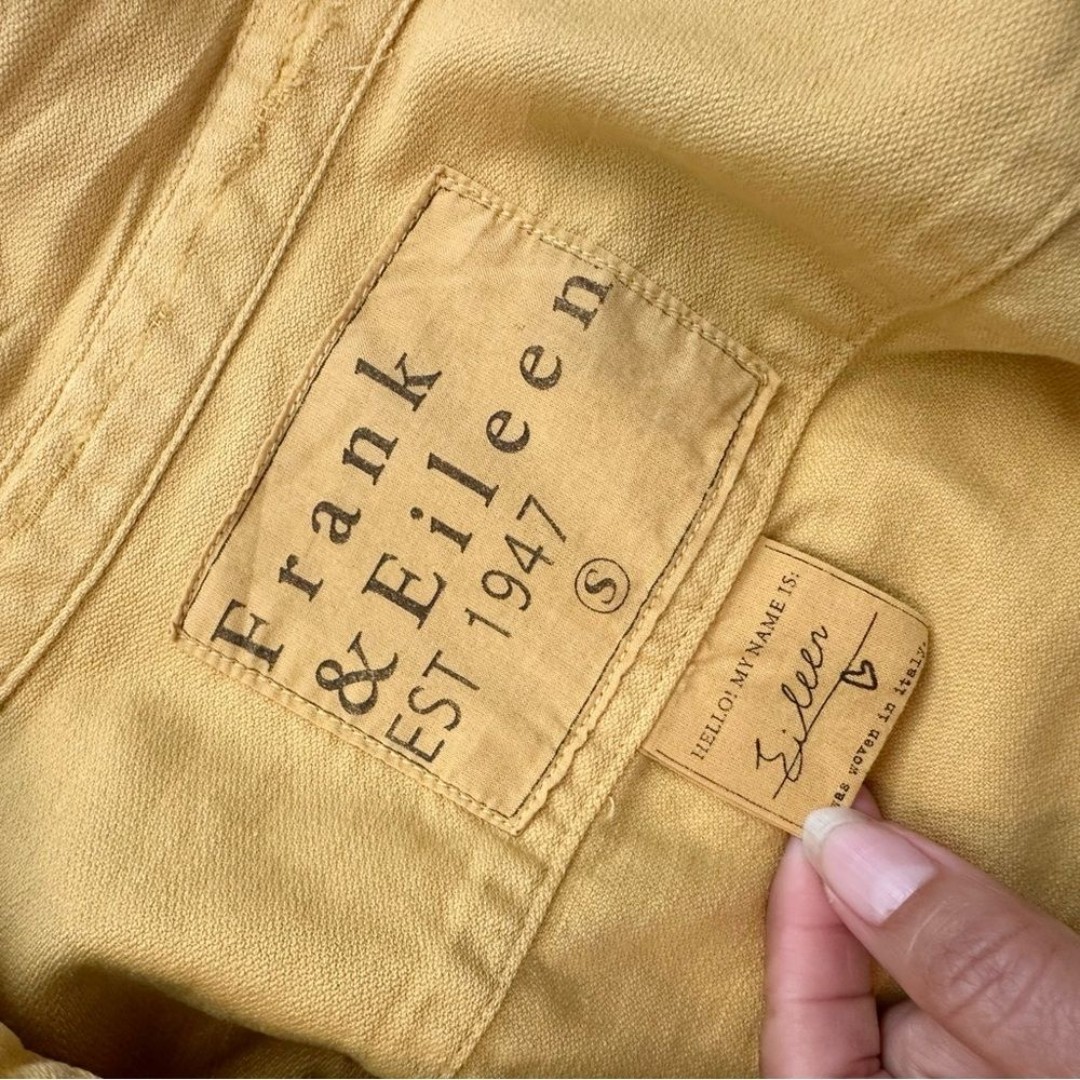 Frank
& Eileen
EST 1947
S
HELLO! MY NAME IS:
Eileen
was woven in italy.